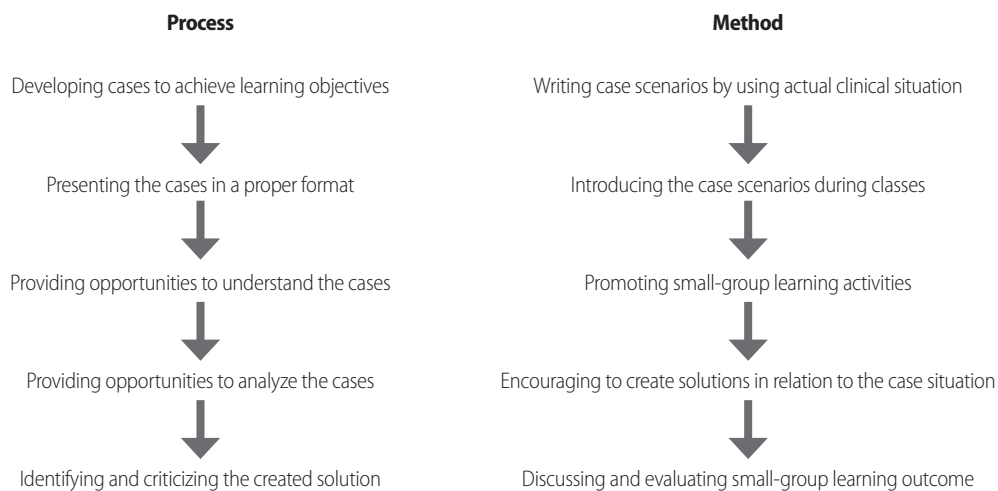 Process
Method
Developing cases to achieve learning objectives
Writing case scenarios by using actual clinical situation
Presenting the cases in a proper format
Introducing the case scenarios during classes
Providing opportunities to understand the cases
Promoting small-group learning activities
Providing opportunities to analyze the cases
Encouraging to create solutions in relation to the case situation
Identifying and criticizing the created solution
Discussing and evaluating small-group learning outcome